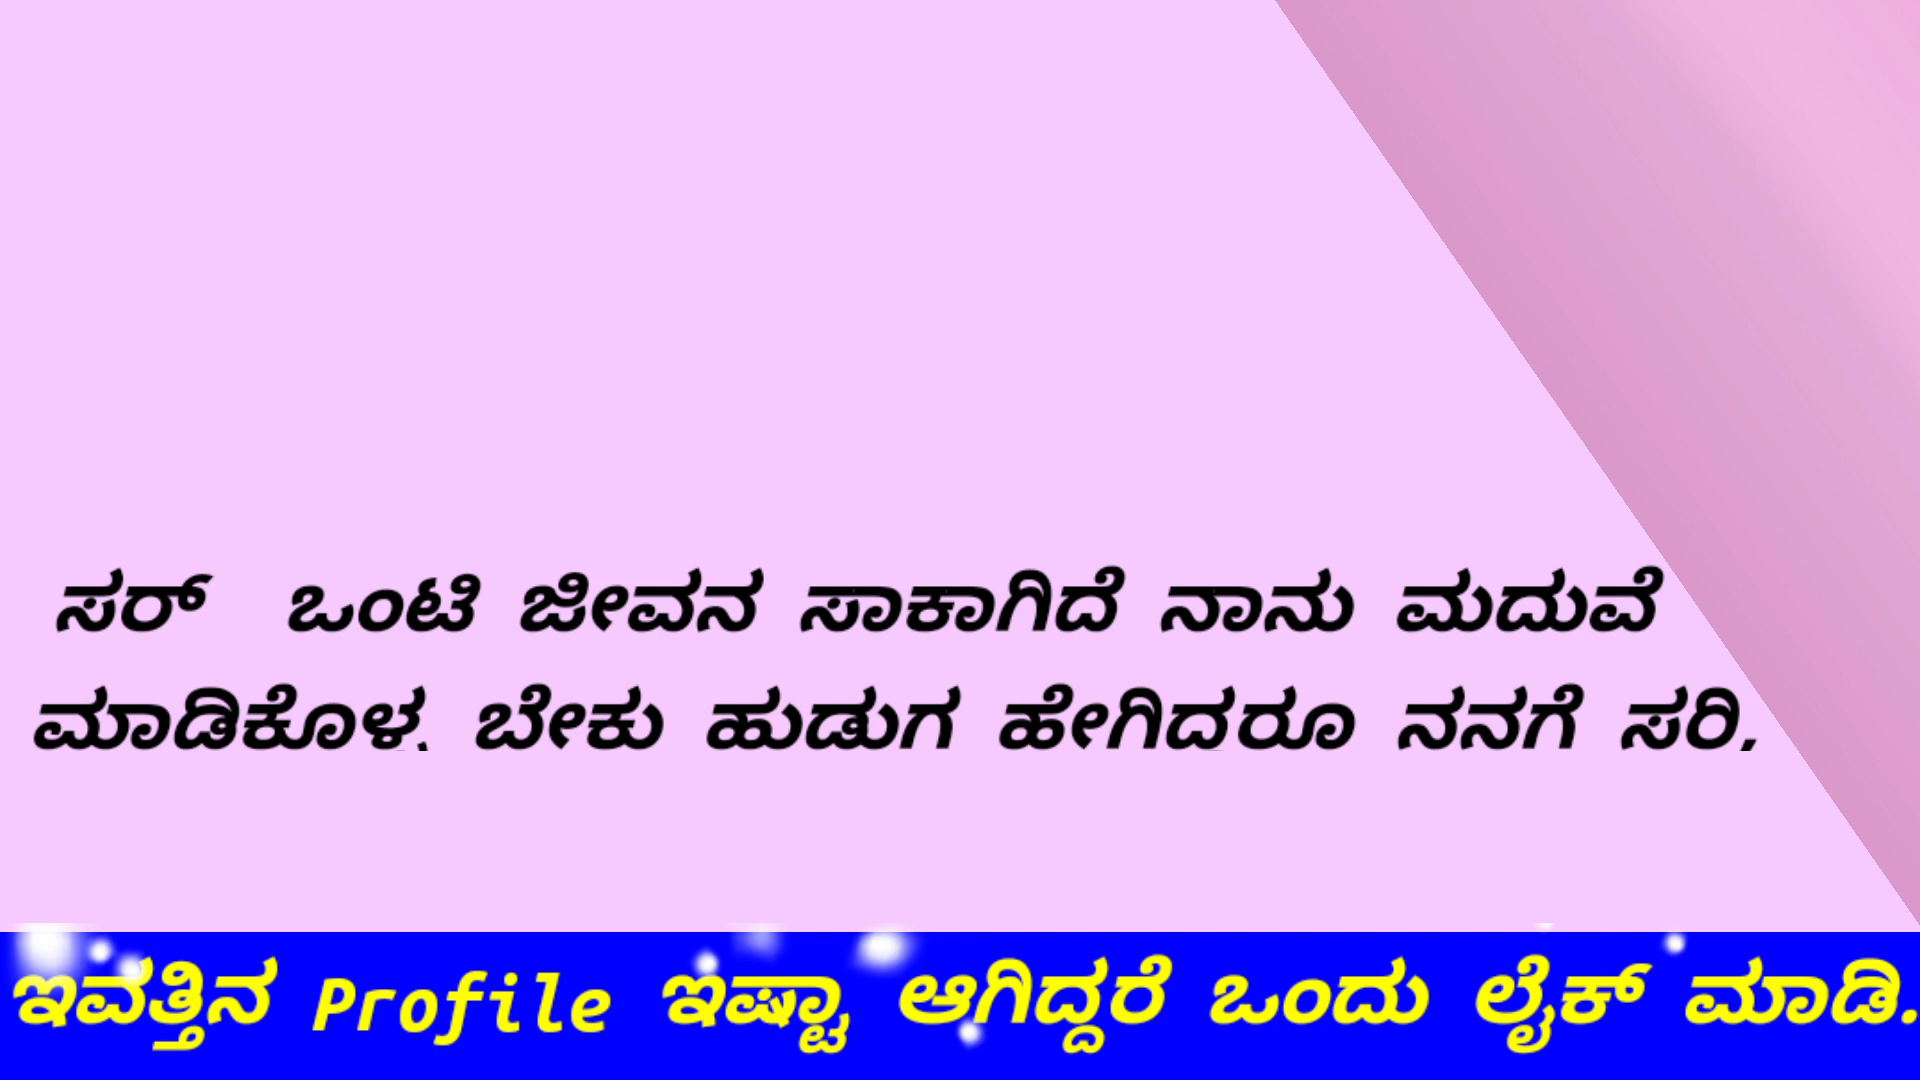 ಸರ್ ಒಂಟಿ ಜೀವನ ಸಾಕಾಗಿದೆ ನಾನು ಮದುವೆ
ಮಾಡಿಕೊಳ್ಳ ಬೇಕು ಹುಡುಗ ಹೇಗಿದ್ದರೂ ನನಗೆ ಸರಿ,
ಇವತ್ತಿನ Profile ಇಷ್ಟಾ ಆಗಿದ್ದರೆ ಒಂದು ಲೈಕ್ ಮಾಡಿ.